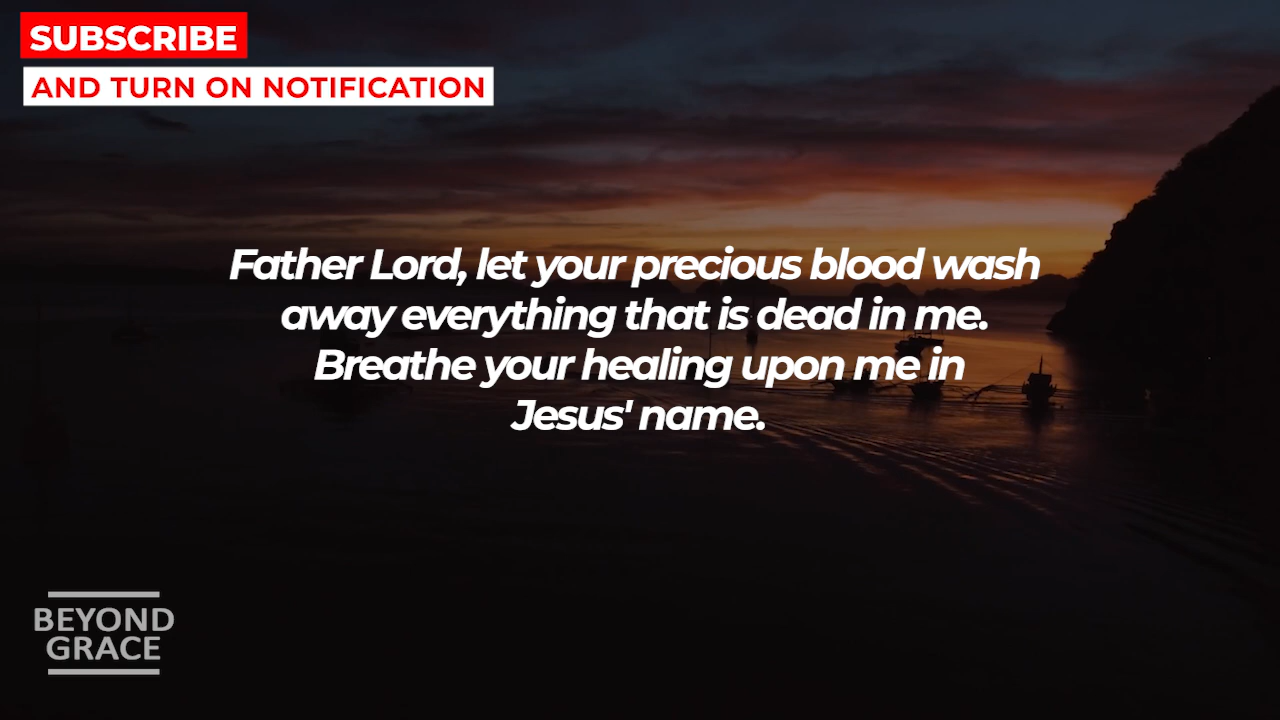 SUBSCRIBE
AND TURN ON NOTIFICATION
Father Lord, let your precious blood wash
away everything that is dead in me.
Breathe your healing upon me in
Jesus' name.
BEYOND
GRACE